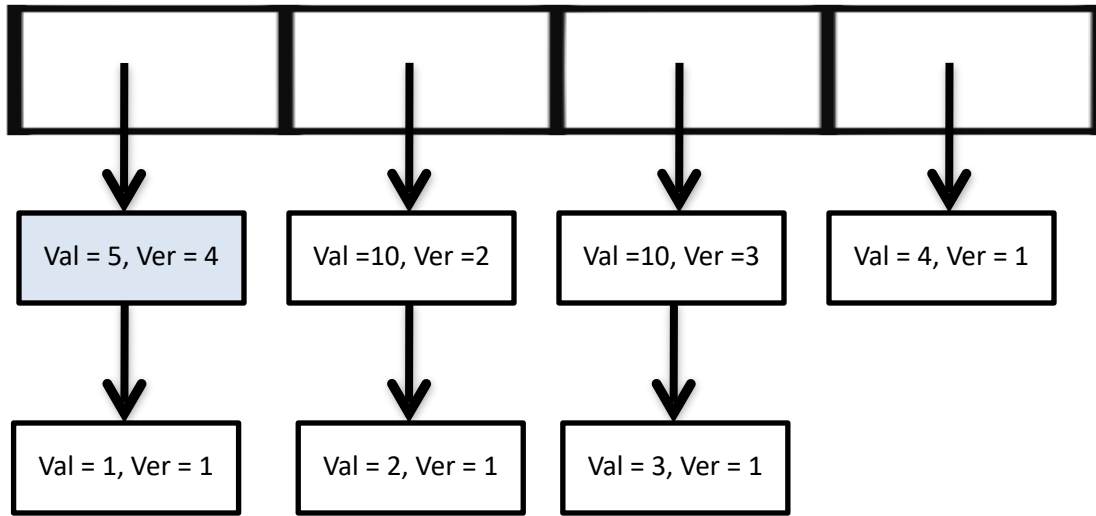 Val = 5, Ver = 4
Val =10, Ver =2
Val =10, Ver =3
Val = 4, Ver = 1
Val = 1, Ver = 1
Val = 2, Ver = 1
Val = 3, Ver = 1